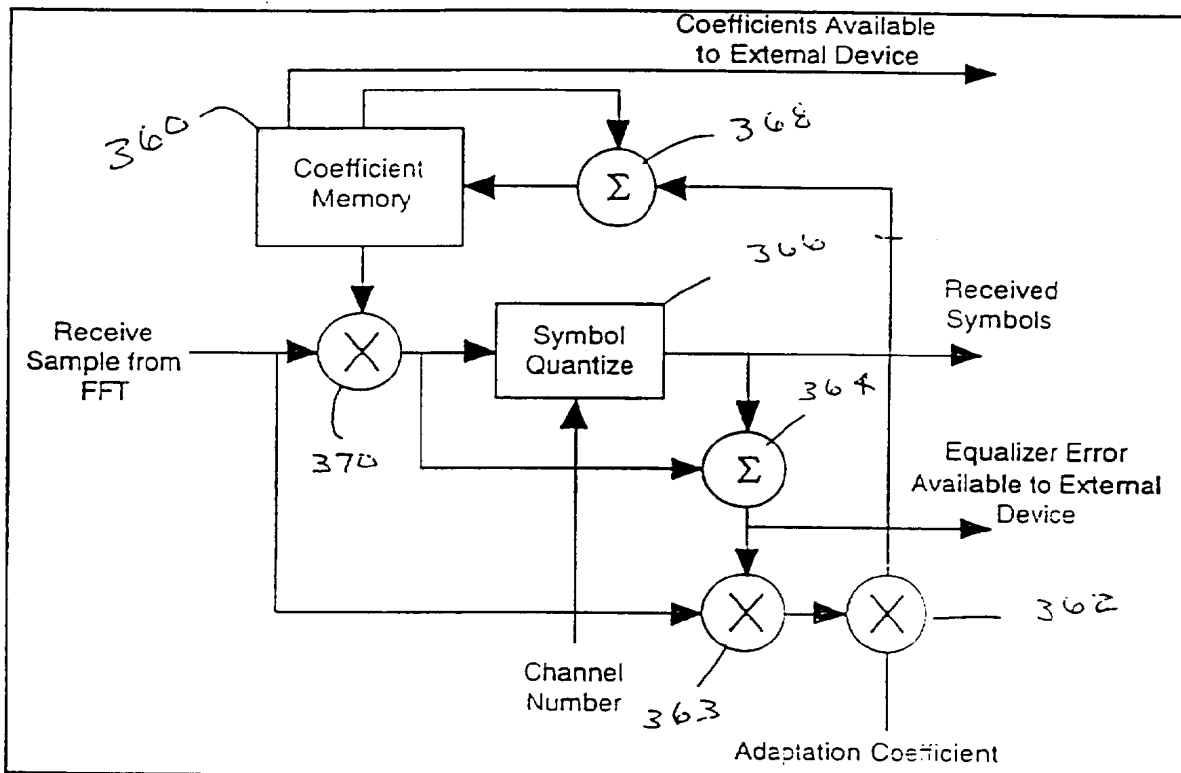 Coefficients Available
to External Device
360
368
Coefficient
Memory
Σ
366
Receive
Sample from
FFT
Symbol
Quantize
Received
Symbols
370
364
Σ
Equalizer Error
Available to External
Device
362
Channel
Number
363
Adaptation Coefficient